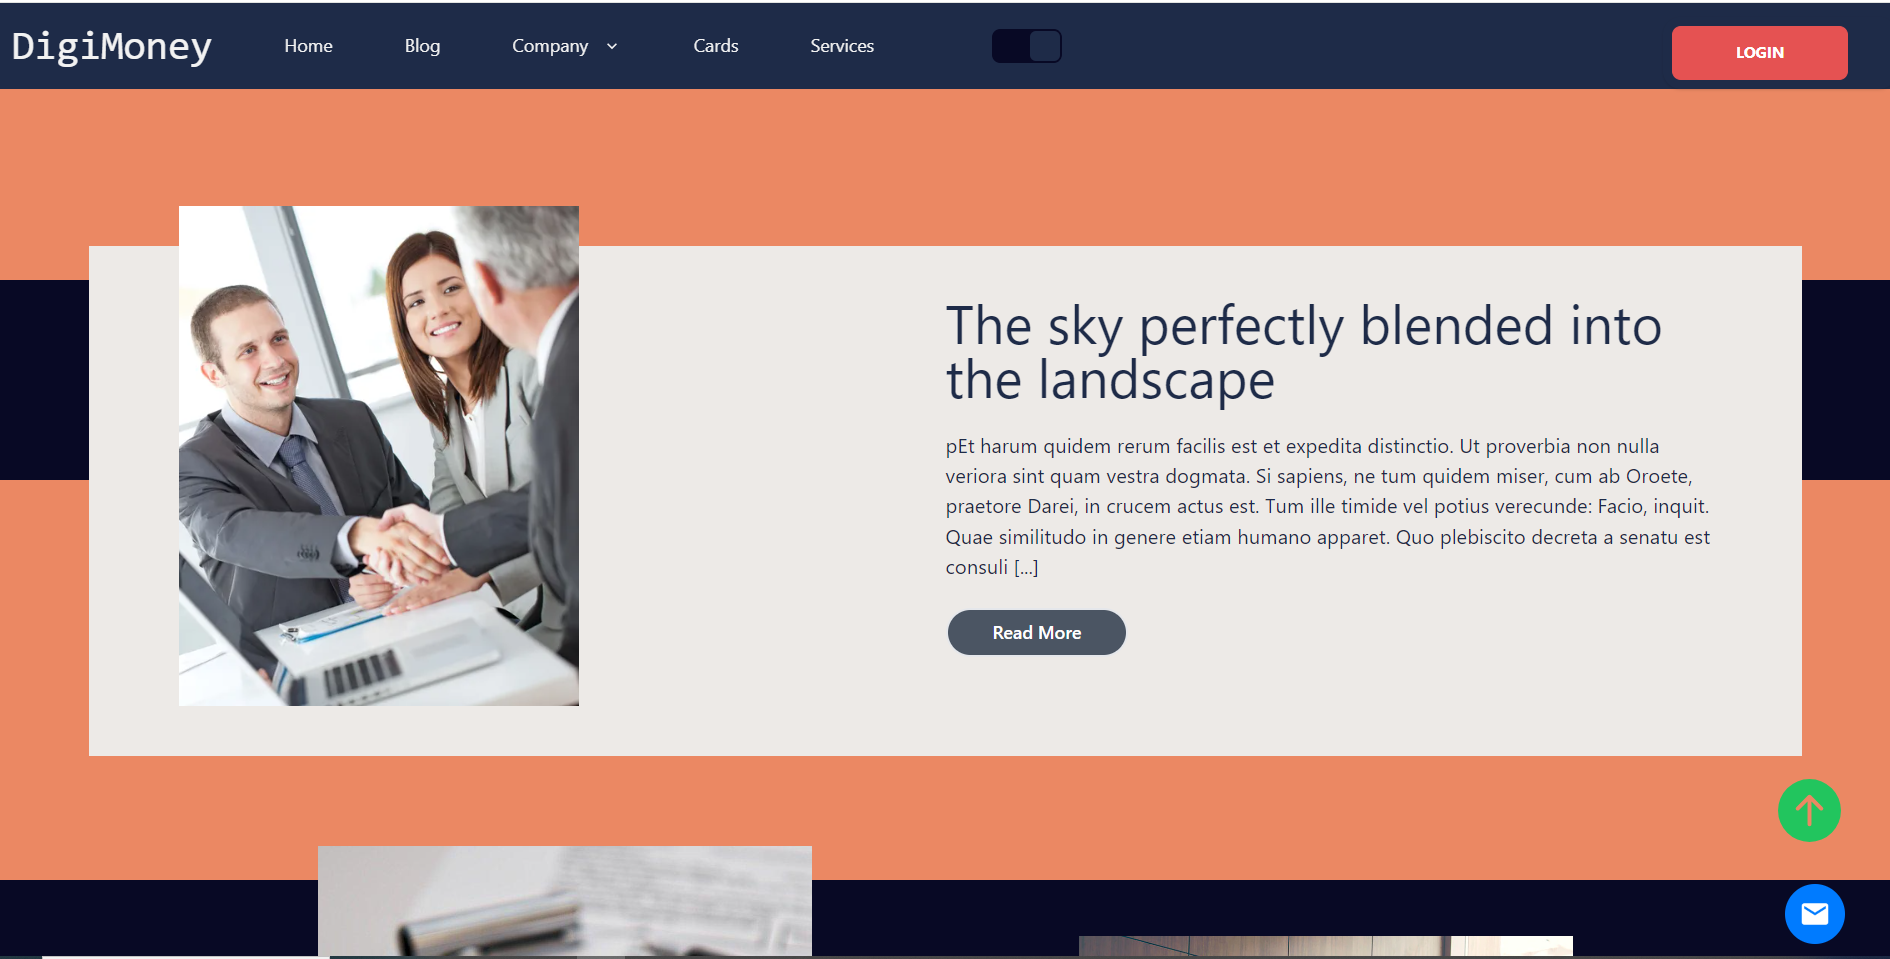 DigiMoney
Home
Blog
Company
Cards
Services
LOGIN
The sky perfectly blended into
the landscape
pEt harum quidem rerum facilis est et expedita distinctio. Ut proverbia non nulla
veriora sint quam vestra dogmata. Si sapiens, ne tum quidem miser, cum ab Oroete,
praetore Darei, in crucem actus est. Tum ille timide vel potius verecunde: Facio, inquit.
Quae similitudo in genere etiam humano apparet. Quo plebiscito decreta a senatu est
consuli [...]
Read More